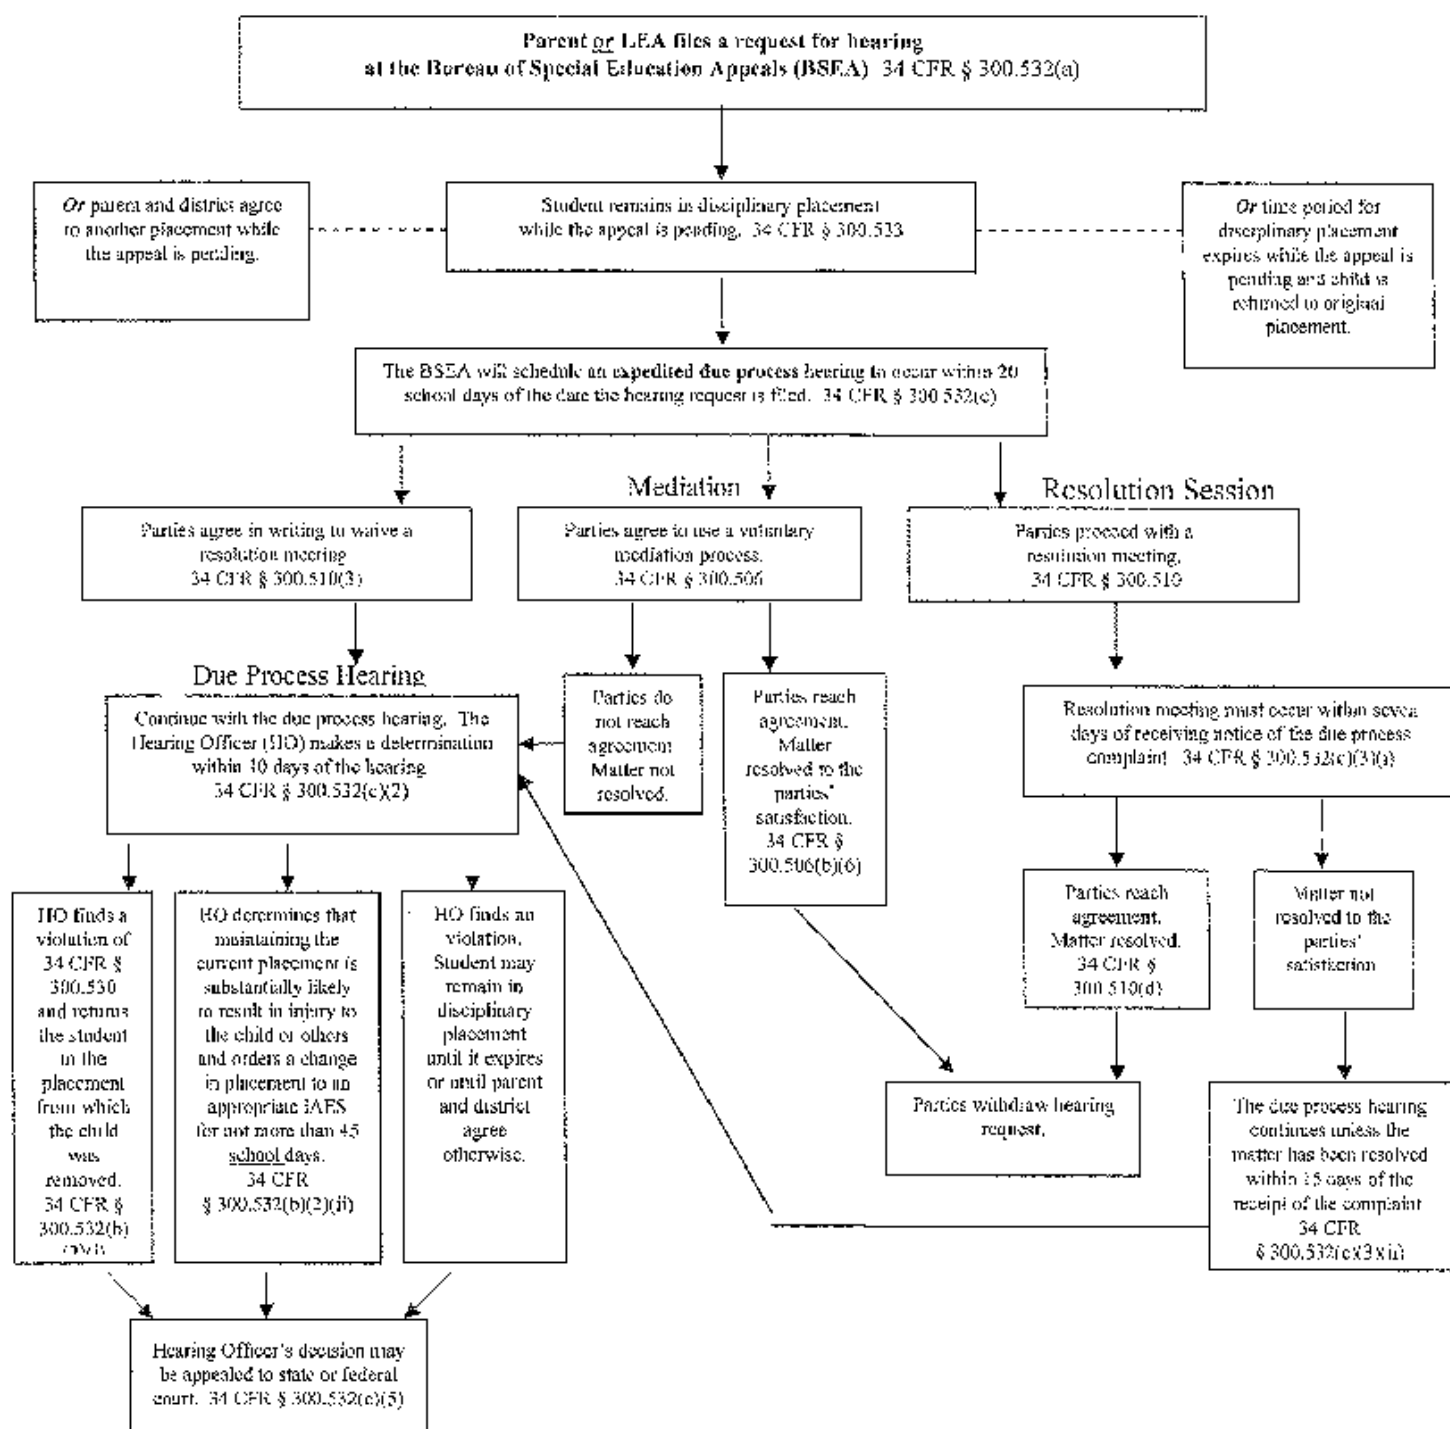 Parent or LEA files a request for hearing
at the Bureau of Special Education Appeals (BSEA) 34 CFR § 300.532(a)
Or parent and district agree
to another placement while
the appeal is pending.
Student remains in disciplinary placement
while the appeal is pending. 34 CFR § 300.533
Or time period for
disciplinary placement
expires while the appeal is
pending and child is
returned to original
placement.
The BSEA will schedule an expedited due process hearing to occur within 20
school days of the date the hearing request is filed. 34 CFR § 300.532(c)
Mediation
Resolution Session
Parties agree in writing to waive a
resolution meeting
34 CFR § 300.510(3)
Parties agree to use a voluntary
mediation process.
34 CFR § 300.506
Parties proceed with a
resolution meeting.
34 CFR § 300.510
Due Process Hearing
Continue with the due process hearing. The
Hearing Officer (HO) makes a determination
within 10 days of the hearing
34 CFR § 300.532(c)(2)
Parties do
not reach
agreement
Matter not
resolved.
Parties reach
agreement.
Matter
resolved to the
parties'
satisfaction.
34 CFR §
300.506(b)(6)
Resolution meeting must occur within seven
days of receiving notice of the due process
complaint 34 CFR § 300.532(c)(3)(i)
Parties reach
agreement.
Matter resolved.
34 CFR §
300.510(d)
Matter not
resolved to the
parties'
satisfaction
HO finds a
violation of
34 CFR §
300.530
and returns
the student
to the
placement
from which
the child
was
removed.
34 CFR §
300.532(b)
HO determines that
maintaining the
current placement is
substantially likely
to result in injury to
the child or others
and orders a change
in placement to an
appropriate IAES
for not more than 45
school days.
34 CFR
§ 300.532(b)(2)(ii)
HO finds no
violation.
Student may
remain in
disciplinary
placement
until it expires
or until parent
and district
agree
otherwise.
Parties withdraw hearing
request.
The due process hearing
continues unless the
matter has been resolved
within 15 days of the
receipt of the complaint
34 CFR
§ 300.532(c)(3)(ii)
Hearing Officer's decision may
be appealed to state or federal
court. 34 CFR § 300.532(c)(5)